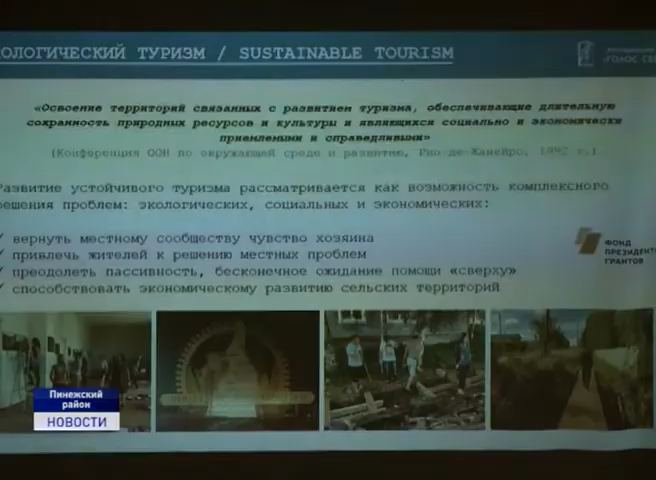 ОЛОГИЧЕСКИЙ ТУРИЗМ / SUSTAINABLE TOURISM
«ГОЛОС СЕ
«Освоение территорий связанных с развитием туризма, обеспечивающие длительную
сохранность природных ресурсов и культуры и являющихся социально и экономически
приемлемыми и справедливыми»
(Конференция ООН по окружающей среде и развитию, Рио-де-Жанейро, 1992 г.)
Развитие устойчивого туризма рассматривается как возможность комплексного
решения проблем: экологических, социальных и экономических:
✓ вернуть местному сообществу чувство хозяина
✓ привлечь жителей к решению местных проблем
✓ преодолеть пассивность, бесконечное ожидание помощи «сверху»
✓ способствовать экономическому развитию сельских территорий
ФОНД
ПРЕЗИДЕНТ
ГРАНТОВ
Пинежский
район
НОВОСТИ